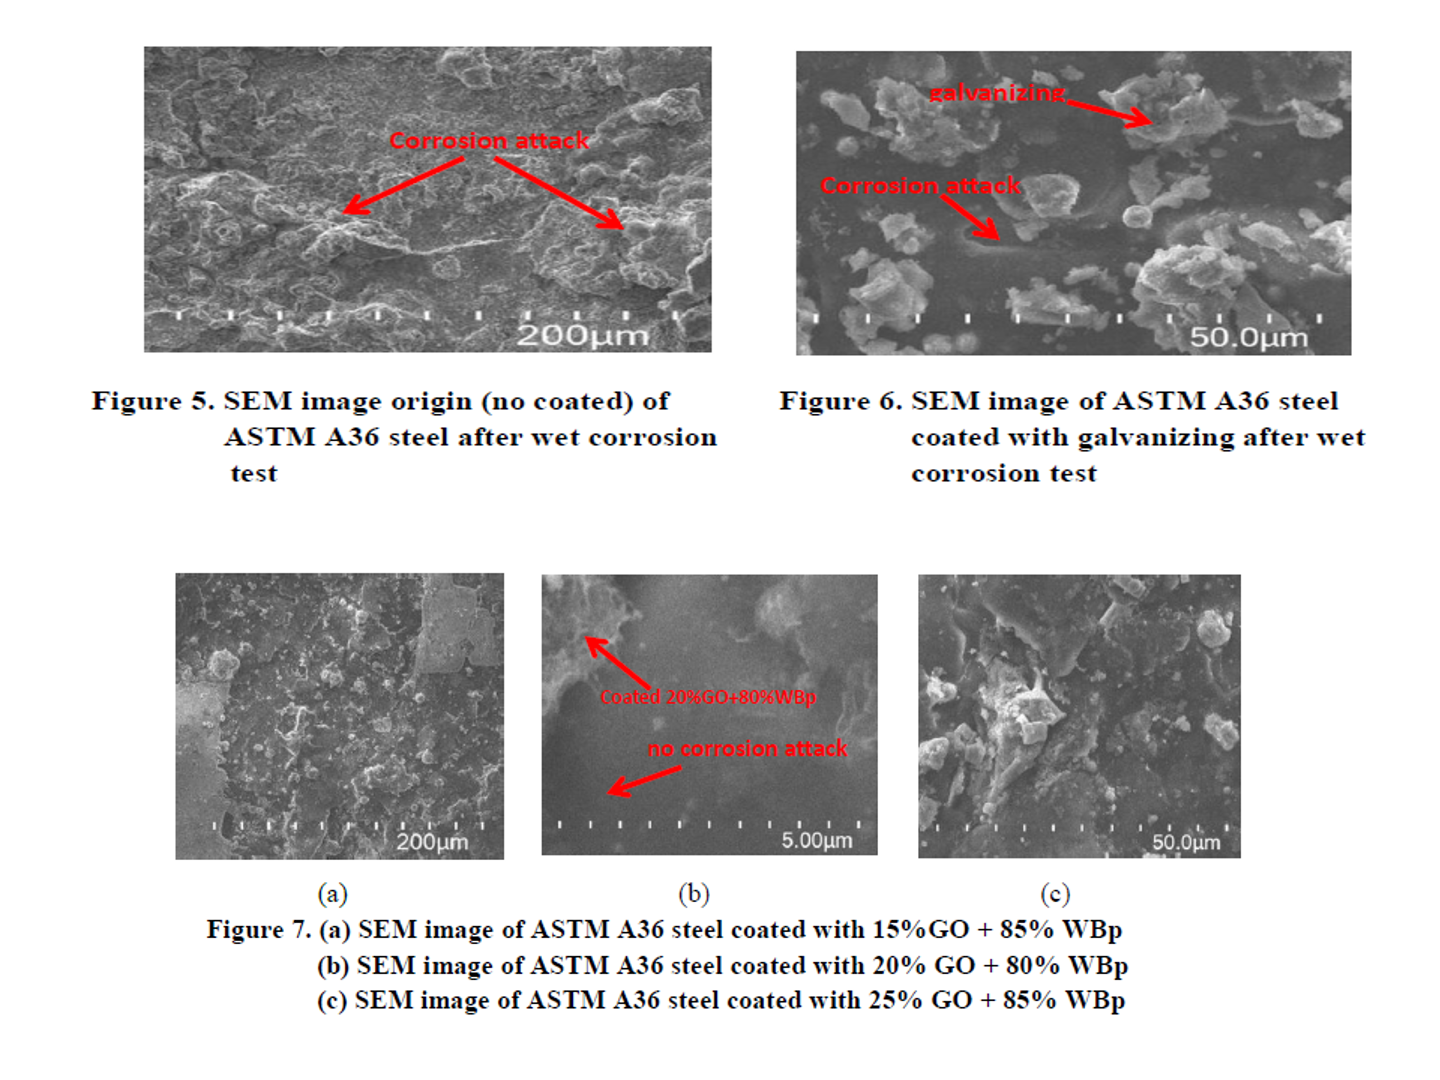 Corrosion attack
200µm
galvanizing
Corrosion attack
50.0µm
Figure 5. SEM image origin (no coated) of
ASTM A36 steel after wet corrosion
test
Figure 6. SEM image of ASTM A36 steel
coated with galvanizing after wet
corrosion test
200µm
Coated 20%GO+80%WBp
no corrosion attack
5.00µm
50.0µm
(a)
(b)
(c)
Figure 7. (a) SEM image of ASTM A36 steel coated with 15%GO + 85% WBp
(b) SEM image of ASTM A36 steel coated with 20% GO + 80% WBp
(c) SEM image of ASTM A36 steel coated with 25% GO + 85% WBp